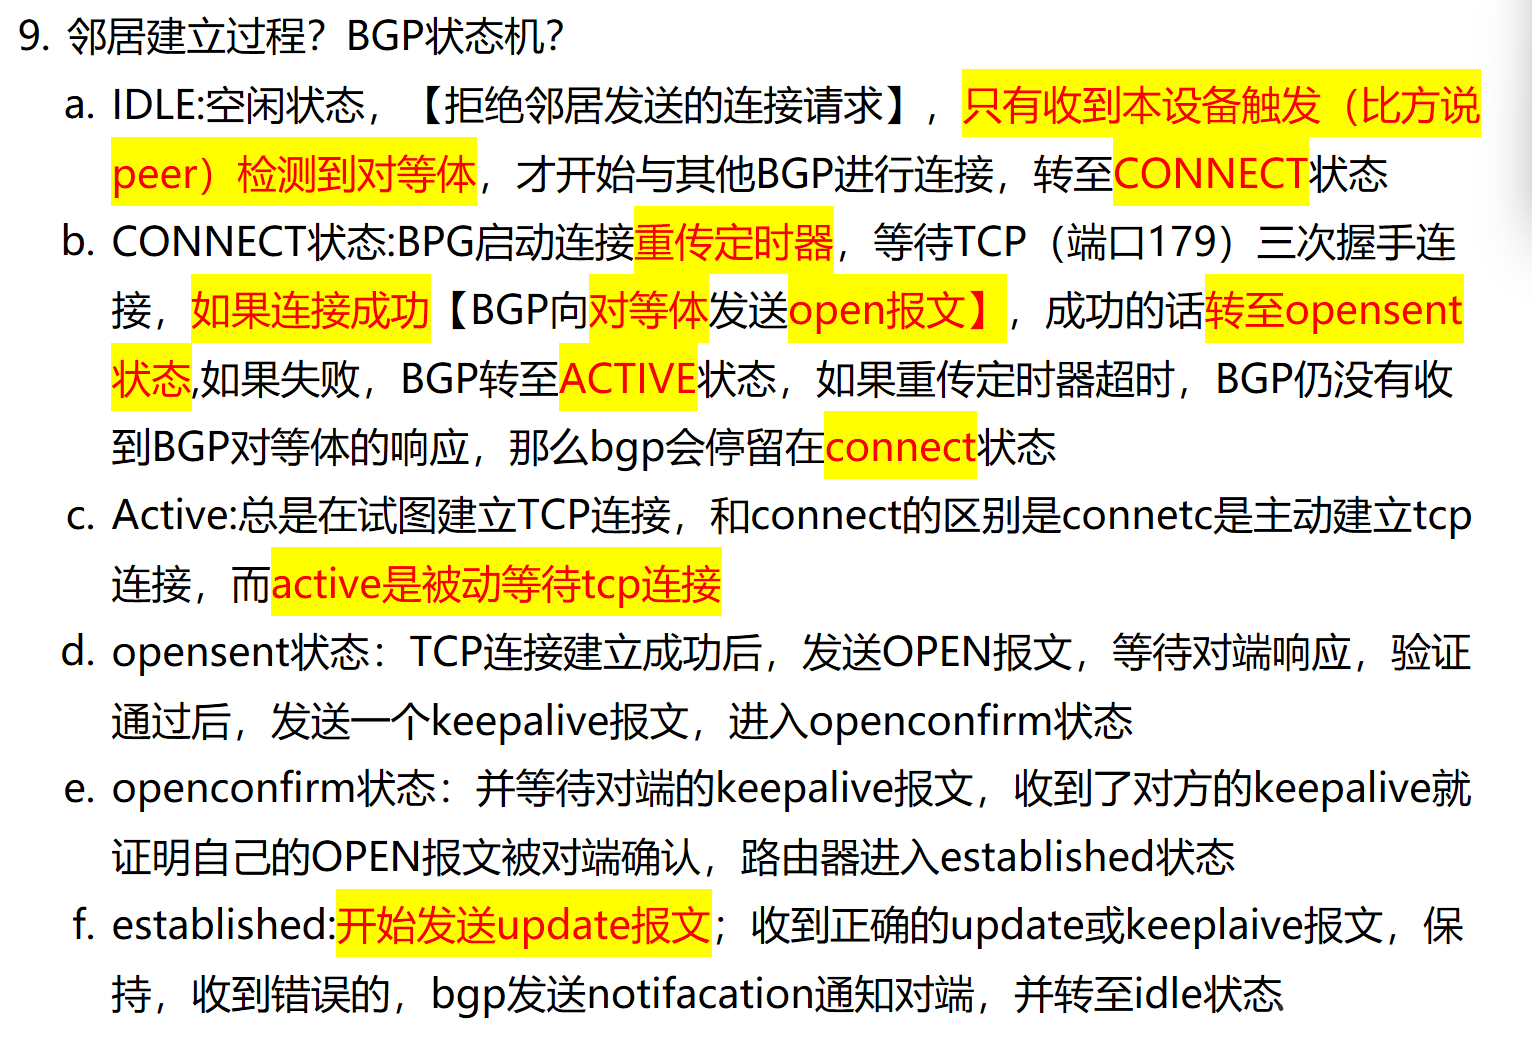 9. 邻居建立过程？BGP状态机？
a. IDLE:空闲状态，【拒绝邻居发送的连接请求】，只有收到本设备触发（比方说
peer）检测到对等体，才开始与其他BGP进行连接，转至CONNECT状态
b. CONNECT状态:BPG启动连接重传定时器，等待TCP（端口179）三次握手连
接，如果连接成功【BGP向对等体发送open报文】，成功的话转至opensent
状态,如果失败，BGP转至ACTIVE状态，如果重传定时器超时，BGP仍没有收
到BGP对等体的响应，那么bgp会停留在connect状态
c. Active:总是在试图建立TCP连接，和connect的区别是connetc是主动建立tcp
连接，而active是被动等待tcp连接
d. opensent状态：TCP连接建立成功后，发送OPEN报文，等待对端响应，验证
通过后，发送一个keepalive报文，进入openconfirm状态
e. openconfirm状态：并等待对端的keepalive报文，收到了对方的keepalive就
证明自己的OPEN报文被对端确认，路由器进入established状态
f. established:开始发送update报文；收到正确的update或keeplaive报文，保
持，收到错误的，bgp发送notifacation通知对端，并转至idle状态